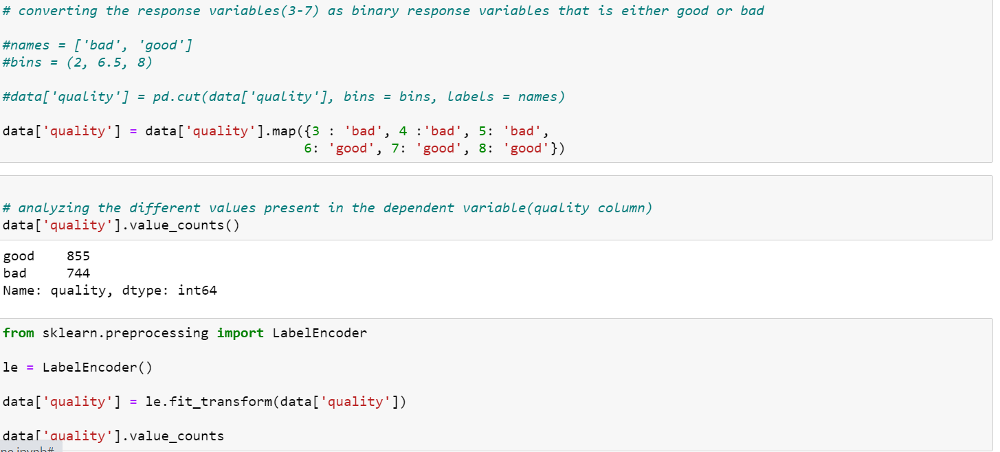 # converting the response variables(3-7) as binary response variables that is either good or bad
#names = ['bad', 'good']
#bins = (2, 6.5, 8)
#data['quality'] = pd.cut(data['quality'], bins = bins, labels = names)
data['quality'] = data['quality'].map({3 : 'bad', 4 :'bad', 5: 'bad',
6: 'good', 7: 'good', 8: 'good'})
# analyzing the different values present in the dependent variable(quality column)
data['quality'].value_counts()
good    855
bad     744
Name: quality, dtype: int64
from sklearn.preprocessing import LabelEncoder
le = LabelEncoder()
data['quality'] = le.fit_transform(data['quality'])
data['quality'].value_counts